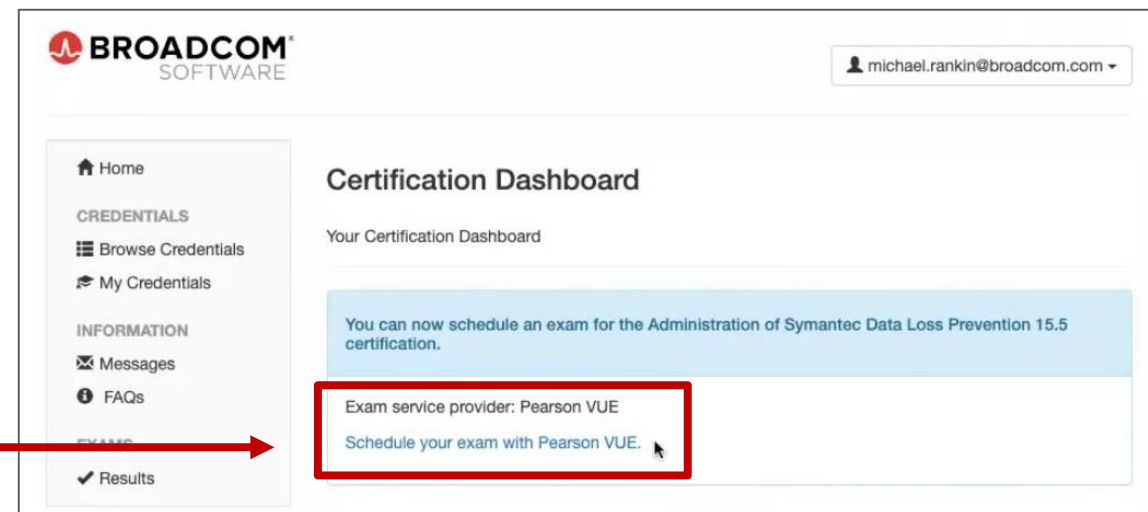 BROADCOM
SOFTWARE
michael.rankin@broadcom.com
Home
CREDENTIALS
Browse Credentials
My Credentials
INFORMATION
Messages
FAQs
EXAMS
Results
Certification Dashboard
Your Certification Dashboard
You can now schedule an exam for the Administration of Symantec Data Loss Prevention 15.5
certification.
Exam service provider: Pearson VUE
Schedule your exam with Pearson VUE.